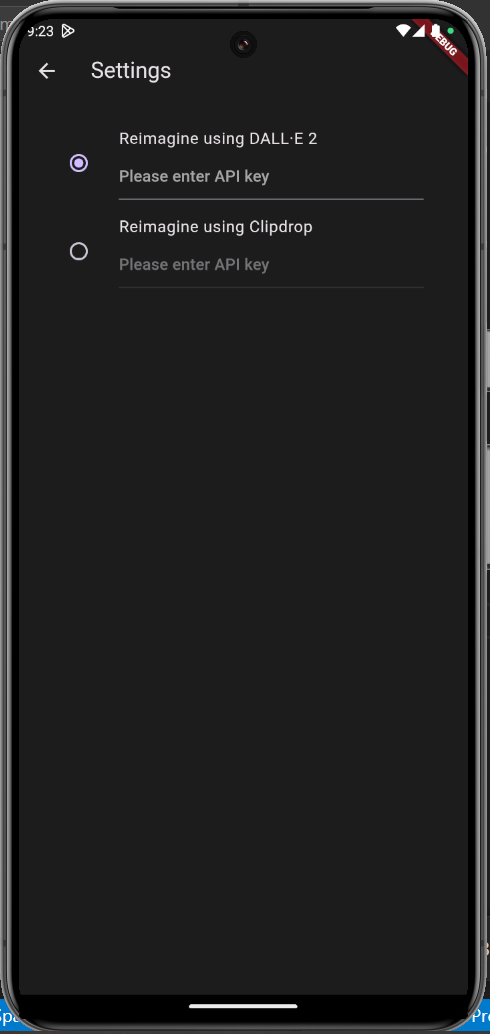 9:23
DEBUG
Settings
Reimagine using DALL·E 2
Please enter API key
Reimagine using Clipdrop
Please enter API key